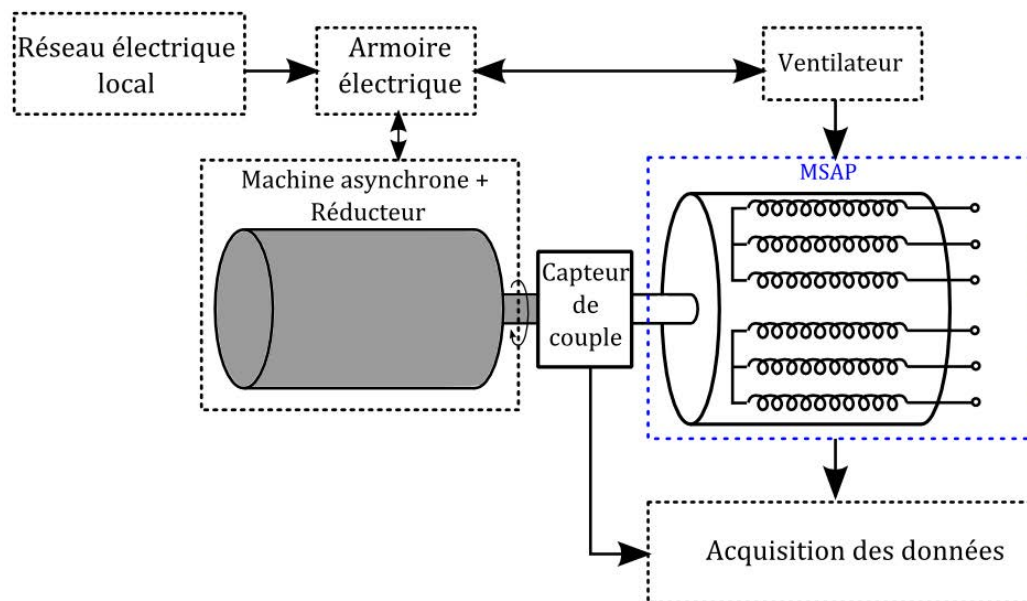 Réseau électrique
local
Armoire
électrique
Ventilateur
Machine asynchrone +
Réducteur
MSAP
Capteur
de
couple
Acquisition des données